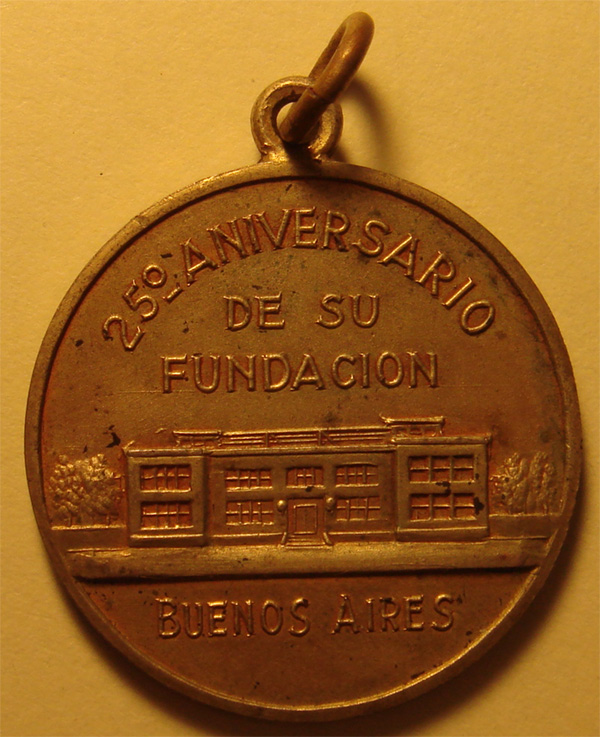 25º ANIVERSARIO
DE SU
FUNDACION
BUENOS AIRES